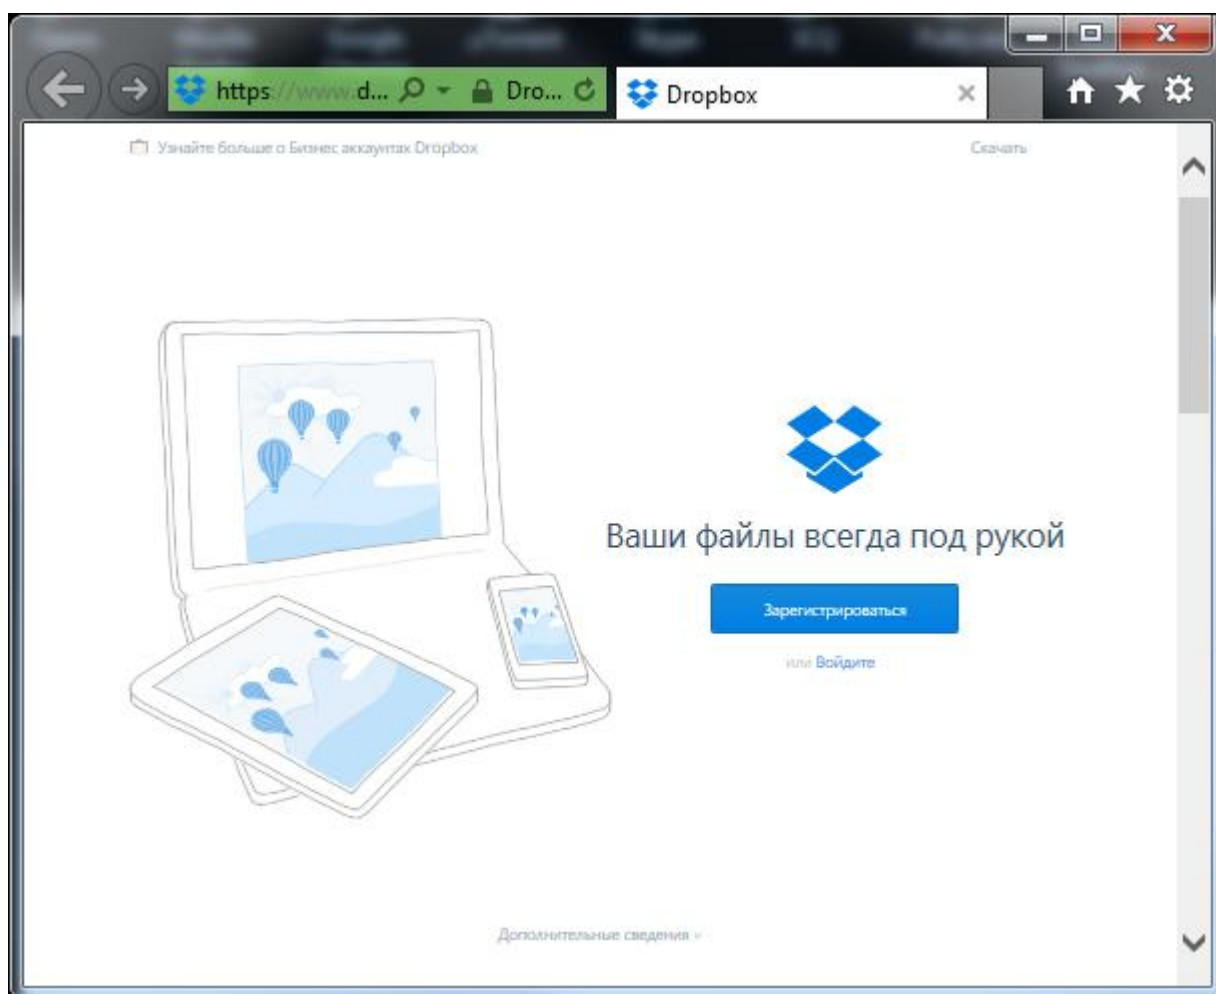 https://www.d... Dro... Dropbox
Узнайте больше о Бизнес аккаунтах Dropbox
Скачать
Ваши файлы всегда под рукой
Зарегистрироваться
или Войдите
Дополнительные сведения